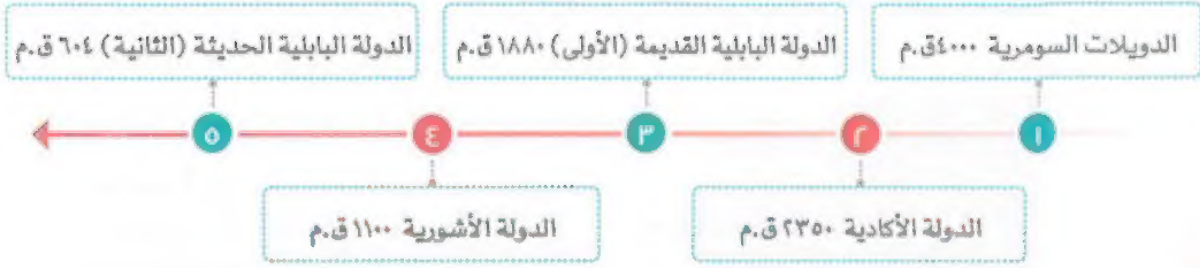 الدويلات السومرية ٤٠٠٠ق.م
الدولة البابلية القديمة (الأولى) ١٨٨٠ق.م
الدولة البابلية الحديثة (الثانية) ٦٠٤ ق.م
١
٢
٣
٤
٥
الدولة الأكادية ٢٣٥٠ ق.م
الدولة الأشورية ١١٠٠ ق.م